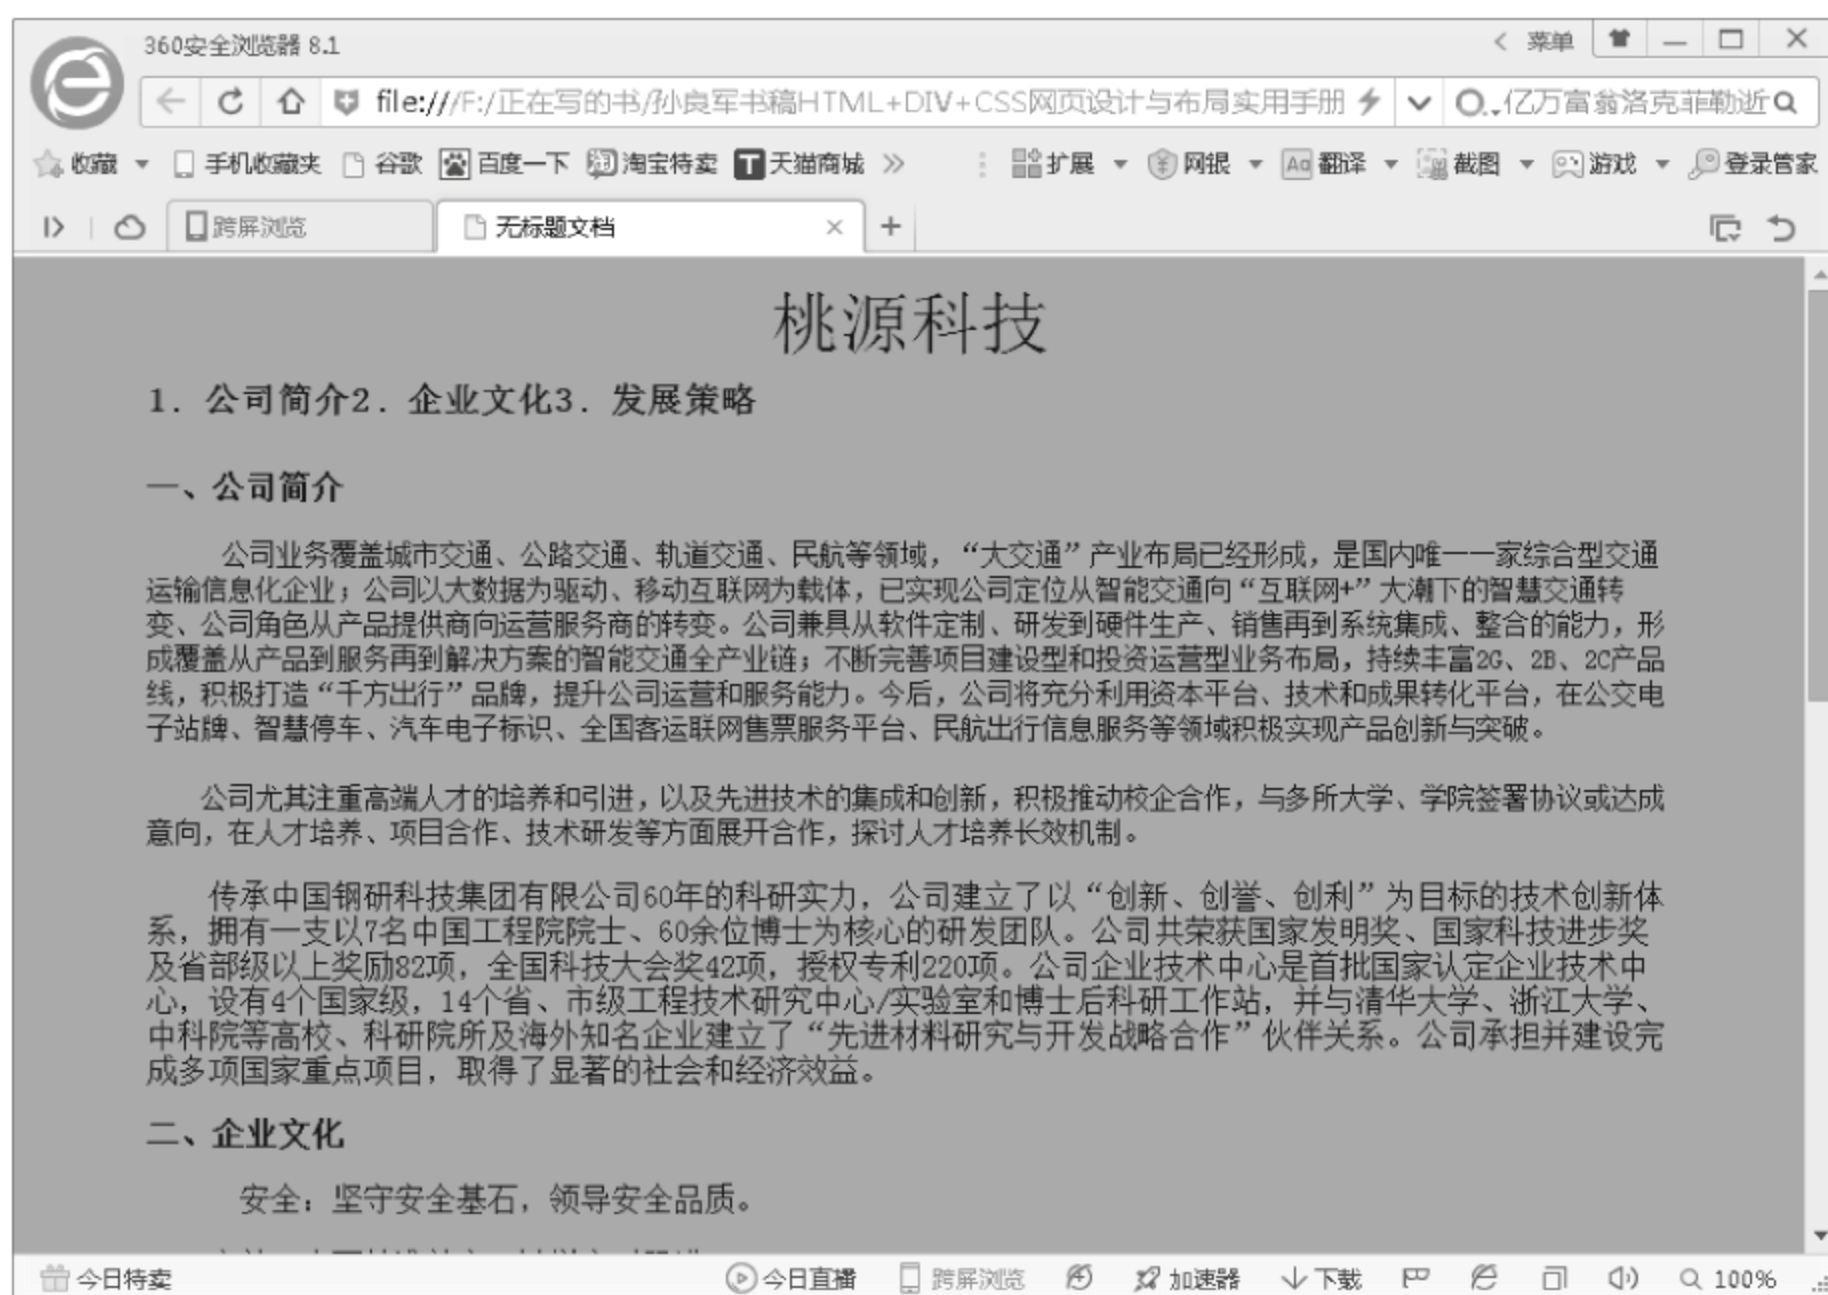 360安全浏览器 8.1
菜单
file:///F:/正在写的书/孙良军书稿HTML+DIV+CSS网页设计与布局实用手册
亿万富翁洛克菲勒逝
收藏 手机收藏夹 谷歌 百度一下 淘宝特卖 天猫商城 扩展 网银 翻译 截图 游戏 登录管家
跨屏浏览 无标题文档
桃源科技
1. 公司简介2. 企业文化3. 发展策略
一、公司简介
公司业务覆盖城市交通、公路交通、轨道交通、民航等领域，“大交通”产业布局已经形成，是国内唯一一家综合型交通
运输信息化企业；公司以大数据为驱动、移动互联网为载体，已实现公司定位从智能交通向“互联网+”大潮下的智慧交通转
变、公司角色从产品提供商向运营服务商的转变。公司兼具从软件定制、研发到硬件生产、销售再到系统集成、整合的能力，形
成覆盖从产品到服务再到解决方案的智能交通全产业链；不断完善项目建设型和投资运营型业务布局，持续丰富2G、2B、2C产品
线，积极打造“千方出行”品牌，提升公司运营和服务能力。今后，公司将充分利用资本平台、技术和成果转化平台，在公交电
子站牌、智慧停车、汽车电子标识、全国客运联网售票服务平台、民航出行信息服务等领域积极实现产品创新与突破。
公司尤其注重高端人才的培养和引进，以及先进技术的集成和创新，积极推动校企合作，与多所大学、学院签署协议或达成
意向，在人才培养、项目合作、技术研发等方面展开合作，探讨人才培养长效机制。
传承中国钢研科技集团有限公司60年的科研实力，公司建立了以“创新、创誉、创利”为目标的技术创新体
系，拥有一支以7名中国工程院院士、60余位博士为核心的研发团队。公司共荣获国家发明奖、国家科技进步奖
及省部级以上奖励82项，全国科技大会奖42项，授权专利220项。公司企业技术中心是首批国家认定企业技术中
心，设有4个国家级，14个省、市级工程技术研究中心/实验室和博士后科研工作站，并与清华大学、浙江大学、
中科院等高校、科研院所及海外知名企业建立了“先进材料研究与开发战略合作”伙伴关系。公司承担并建设完
成多项国家重点项目，取得了显著的社会和经济效益。
二、企业文化
安全：坚守安全基石，领导安全品质。
今日特卖 今日直播 跨屏浏览 加速器 下载 100%